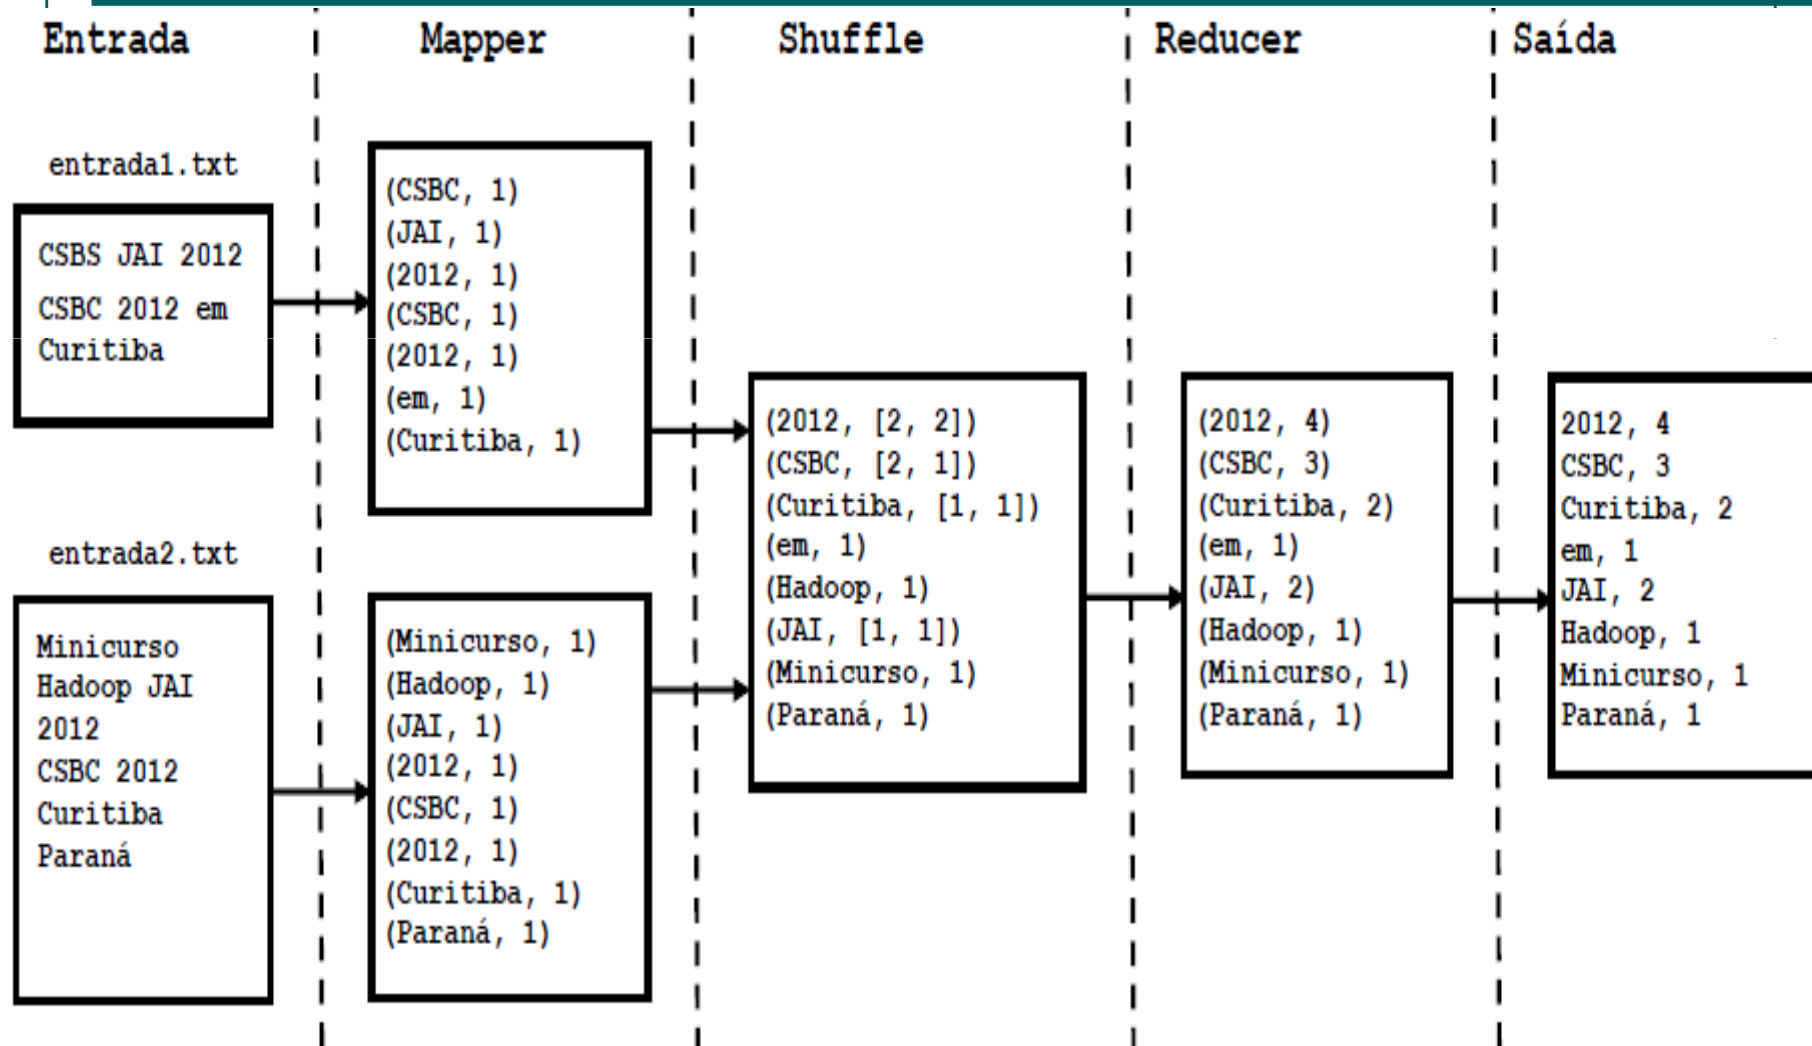 Entrada
Mapper
Shuffle
Reducer
Saída
entrada1.txt
CSBS JAI 2012
CSBC 2012 em
Curitiba
entrada2.txt
Minicurso
Hadoop JAI
2012
CSBC 2012
Curitiba
Paraná
(CSBC, 1)
(JAI, 1)
(2012, 1)
(CSBC, 1)
(2012, 1)
(em, 1)
(Curitiba, 1)
(Minicurso, 1)
(Hadoop, 1)
(JAI, 1)
(2012, 1)
(CSBC, 1)
(2012, 1)
(Curitiba, 1)
(Paraná, 1)
(2012, [2, 2])
(CSBC, [2, 1])
(Curitiba, [1, 1])
(em, 1)
(Hadoop, 1)
(JAI, [1, 1])
(Minicurso, 1)
(Paraná, 1)
(2012, 4)
(CSBC, 3)
(Curitiba, 2)
(em, 1)
(JAI, 2)
(Hadoop, 1)
(Minicurso, 1)
(Paraná, 1)
2012, 4
CSBC, 3
Curitiba, 2
em, 1
JAI, 2
Hadoop, 1
Minicurso, 1
Paraná, 1